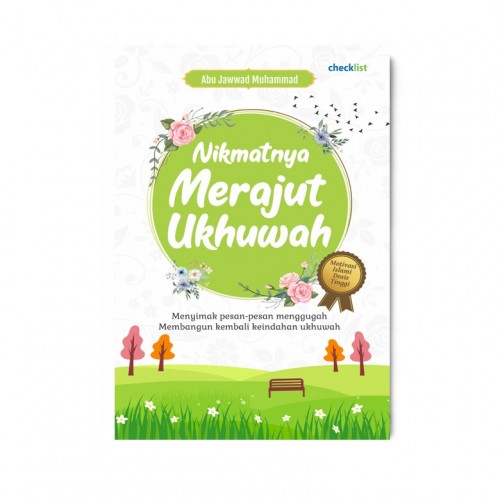 checklist
Abu Jawwad Muhammad
Nikmatnya
Merajut
Ukhuwah
Motivasi
Islami
Dosis
Tinggi
Menyimak pesan-pesan menggugah
Membangun kembali keindahan ukhuwah